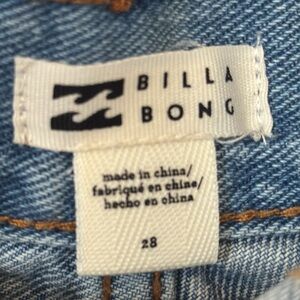 BILLA
BONG
made in china/
fabriqué en chine/
hecho en china
28